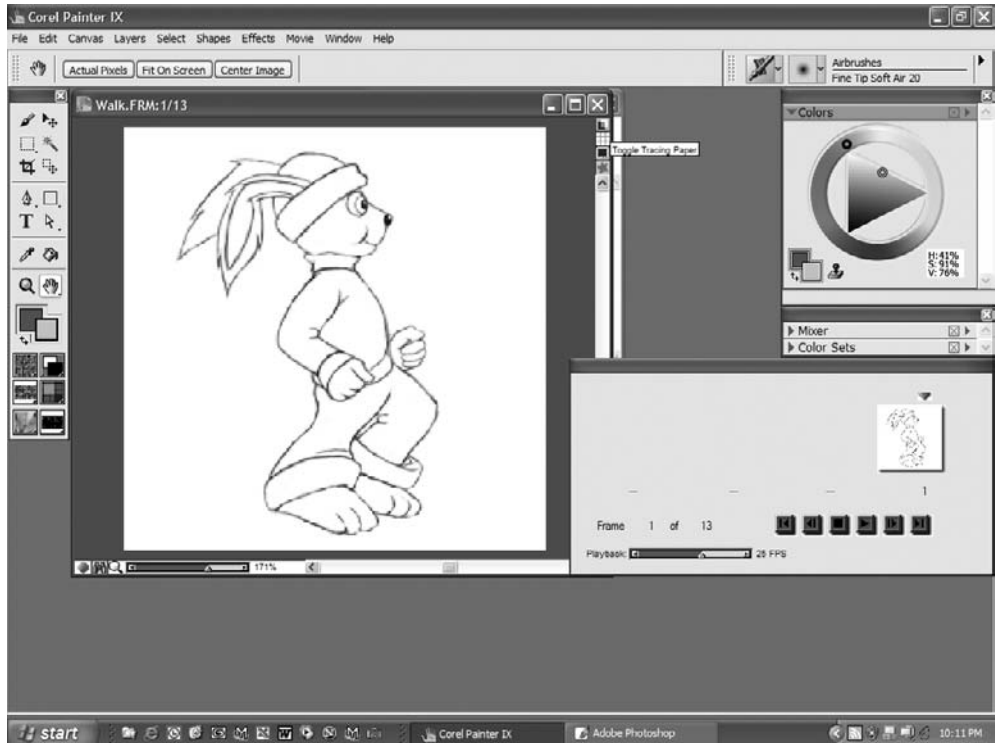 Corel Painter IX
File Edit Canvas Layers Select Shapes Effects Movie Window Help
Actual Pixels Fit On Screen Center Image
Airbrushes
Fine Tip Soft Air 20
Walk.FRM:1/13
Toggle Tracing Paper
Colors
H:41%
S:91%
V:76%
T
Mixer
Color Sets
1
Frame 1 of 13
Playback: 25 FPS
171%
start Corel Painter IX Adobe Photoshop 10:11 PM